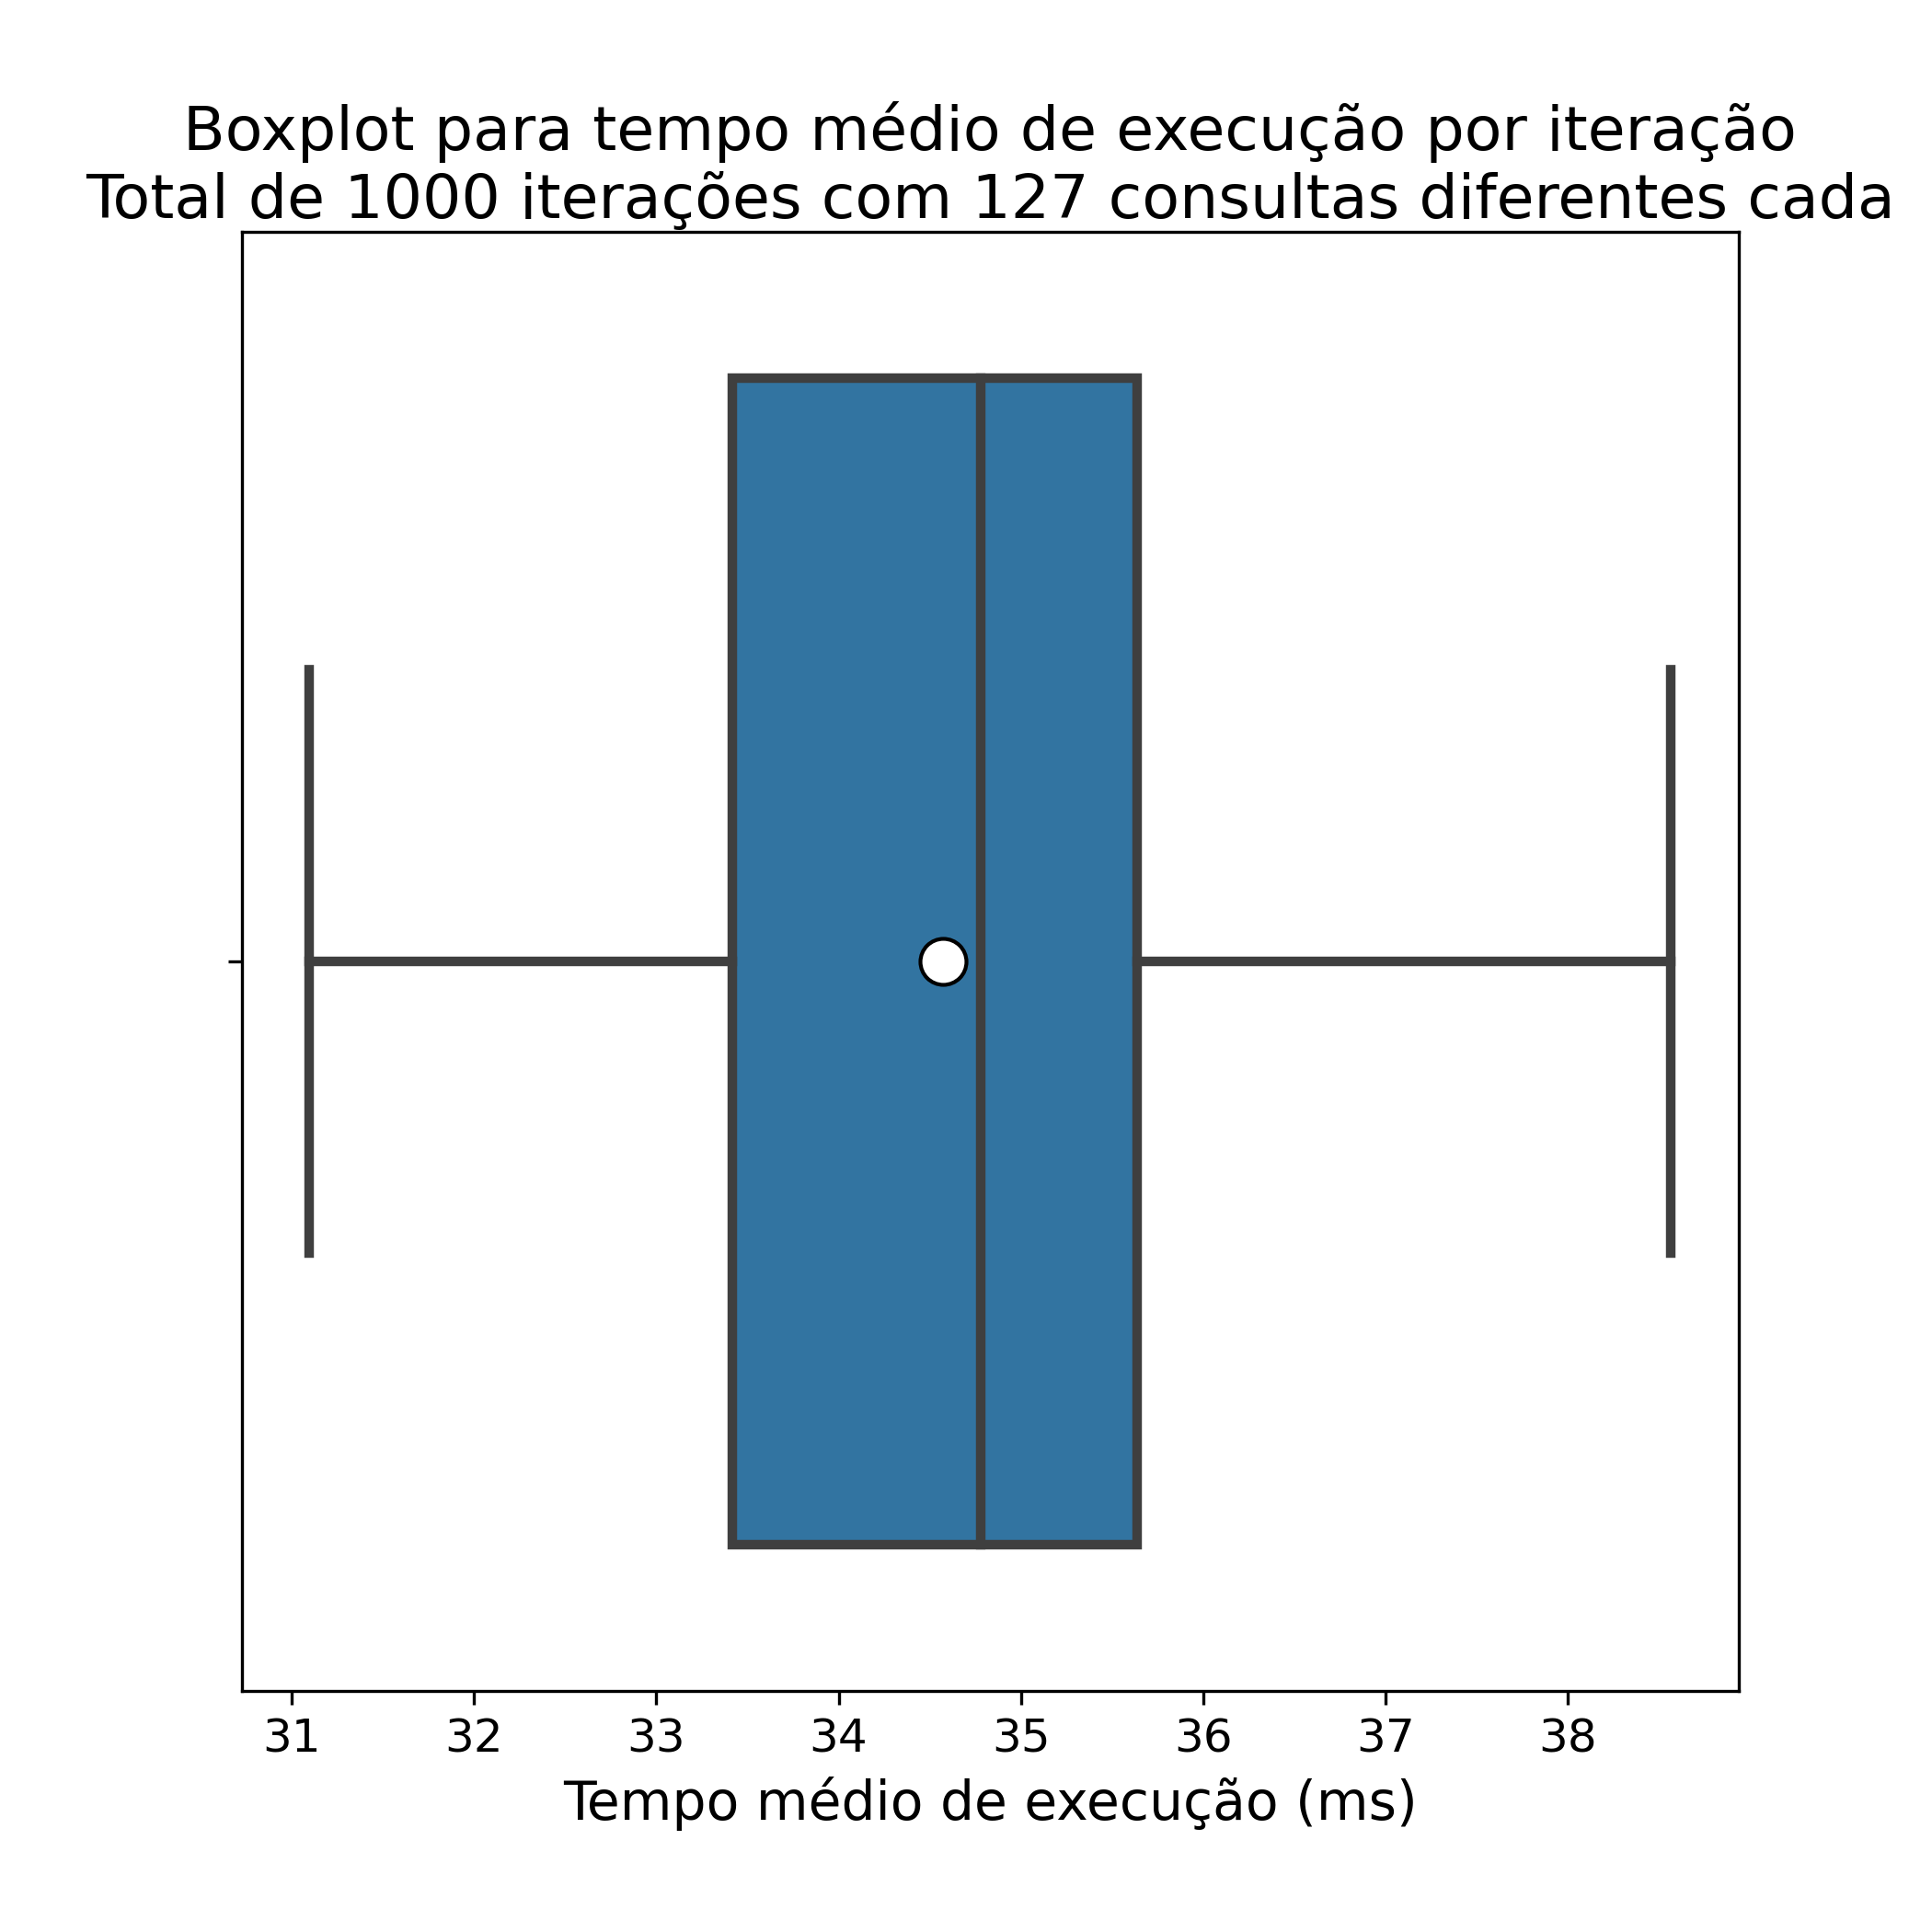 Boxplot para tempo médio de execução por iteração
Total de 1000 iterações com 127 consultas diferentes cada
31 32 33 34 35 36 37 38
Tempo médio de execução (ms)